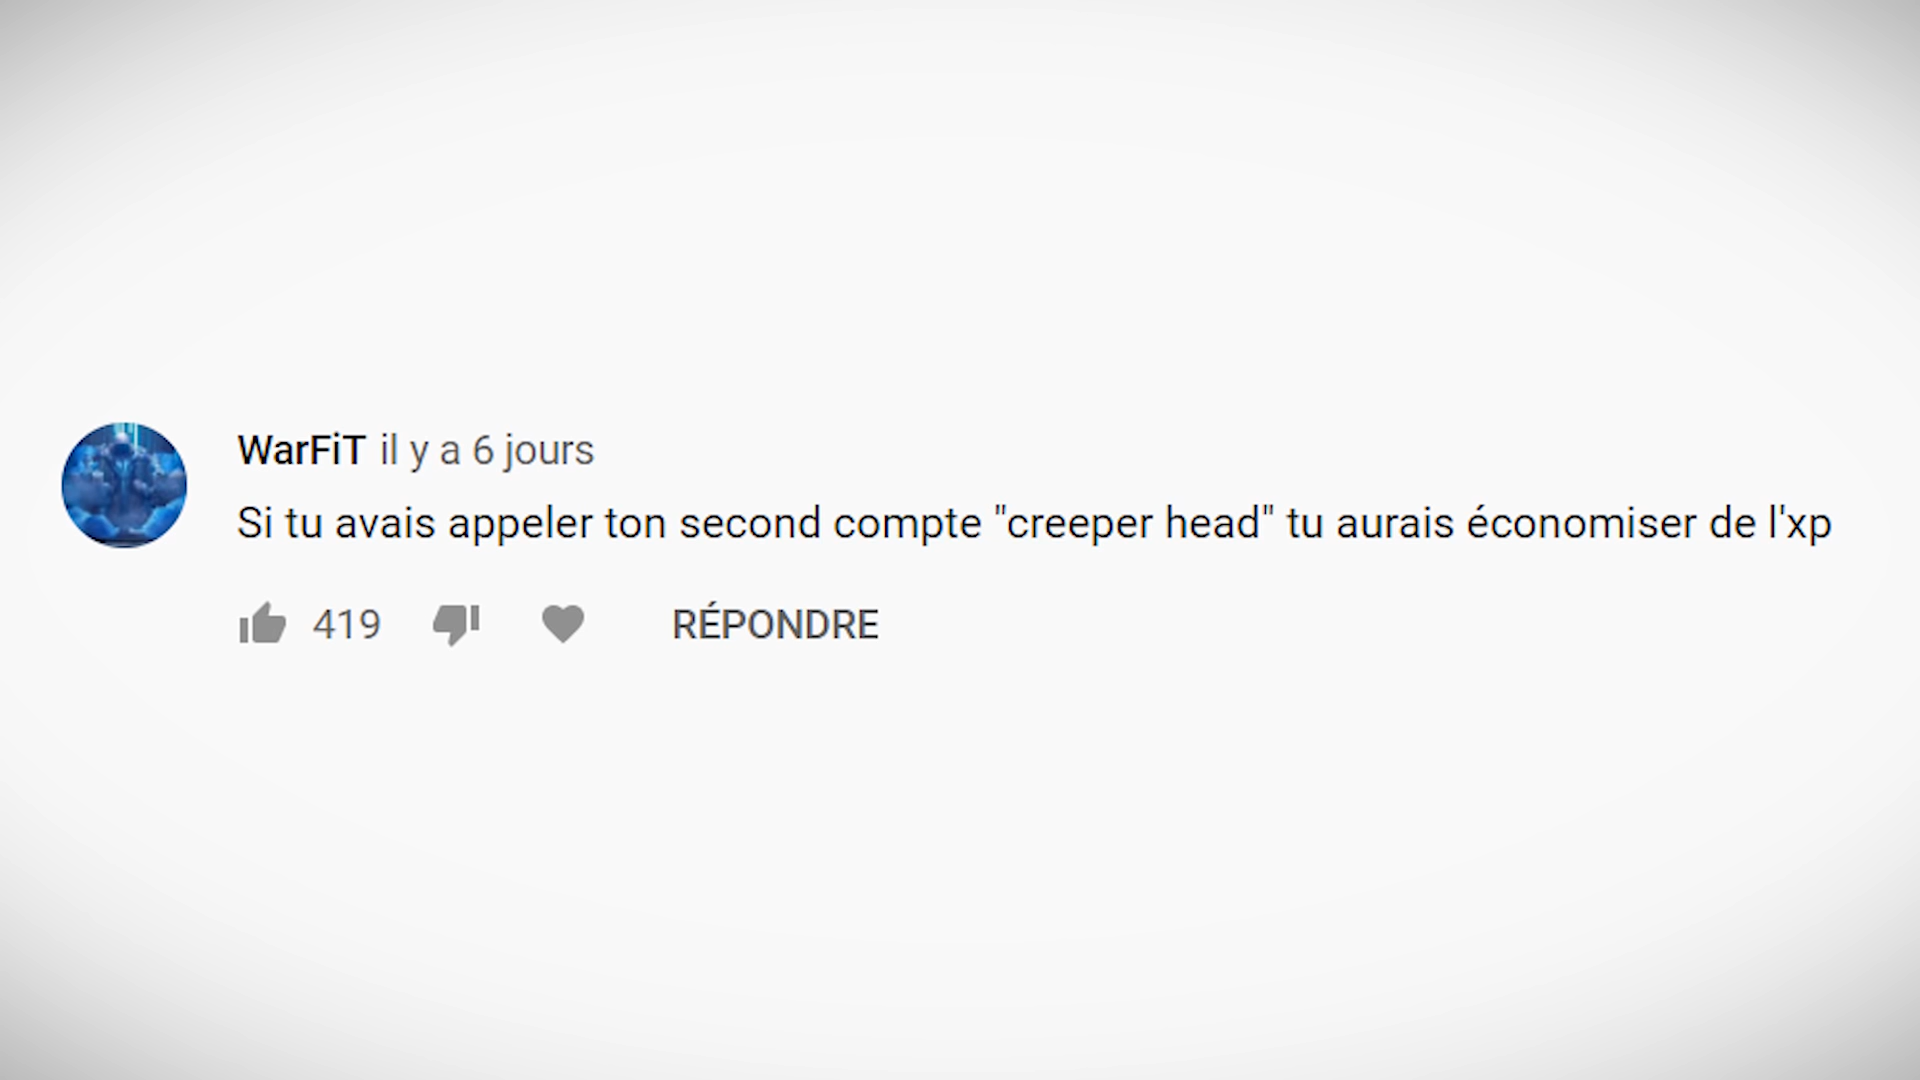 WarFiT il y a 6 jours
Si tu avais appeler ton second compte "creeper head" tu aurais économiser de l'xp
419 RÉPONDRE